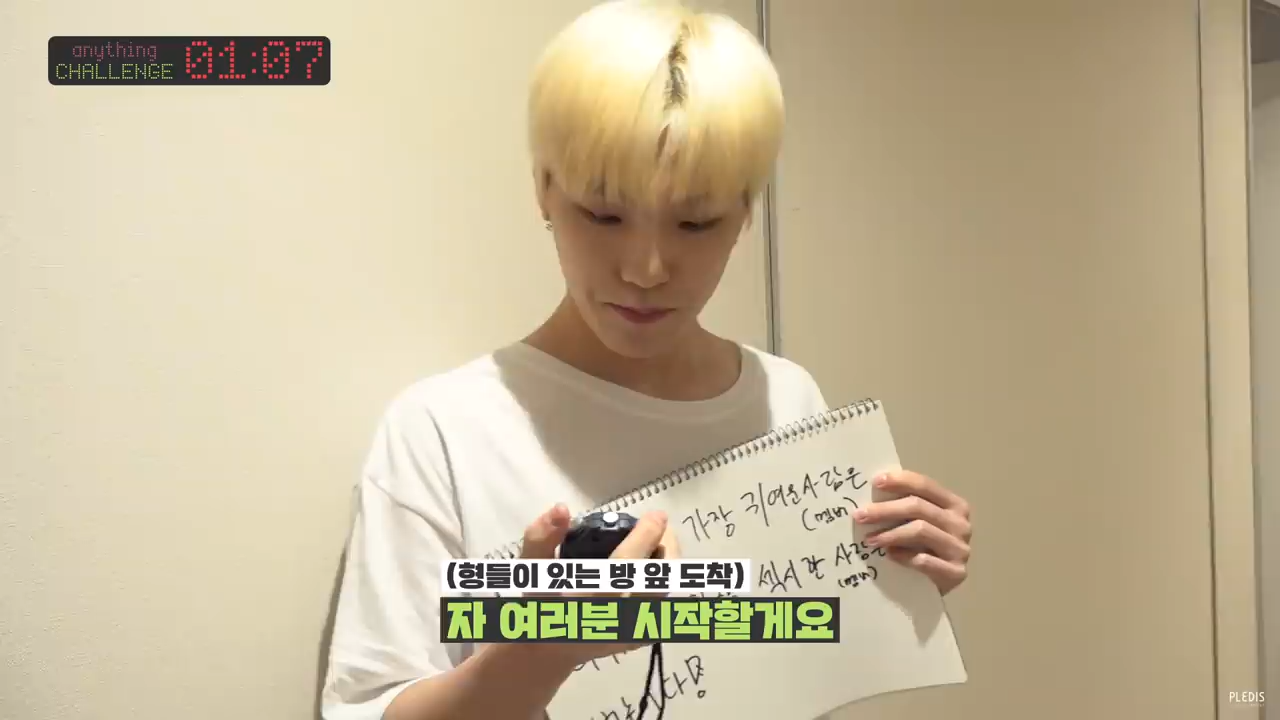 anything
CHALLENGE 01:07
가장 귀여운 사람은
(멤버)
섹시한 사람은
(멤버)
(형들이 있는 방 앞 도착)
자 여러분 시작할게요
PLEDIS